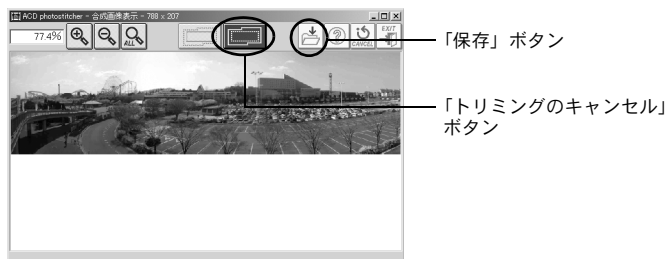 ACD photostitcher - 合成画像表示 - 788 x 207
77.4%
ALL
CANCEL
EXIT
「保存」ボタン
「トリミングのキャンセル」
ボタン